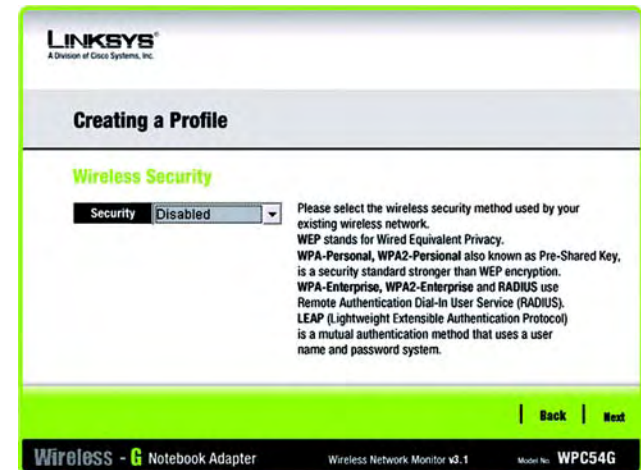 LINKSYS®
A Division of Cisco Systems, Inc.
Creating a Profile
Wireless Security
Security Disabled
Please select the wireless security method used by your
existing wireless network.
WEP stands for Wired Equivalent Privacy.
WPA-Personal, WPA2-Persional also known as Pre-Shared Key,
is a security standard stronger than WEP encryption.
WPA-Enterprise, WPA2-Enterprise and RADIUS use
Remote Authentication Dial-In User Service (RADIUS).
LEAP (Lightweight Extensible Authentication Protocol)
is a mutual authentication method that uses a user
name and password system.
Back Next
Wireless - G Notebook Adapter Wireless Network Monitor v3.1 Model No. WPC54G